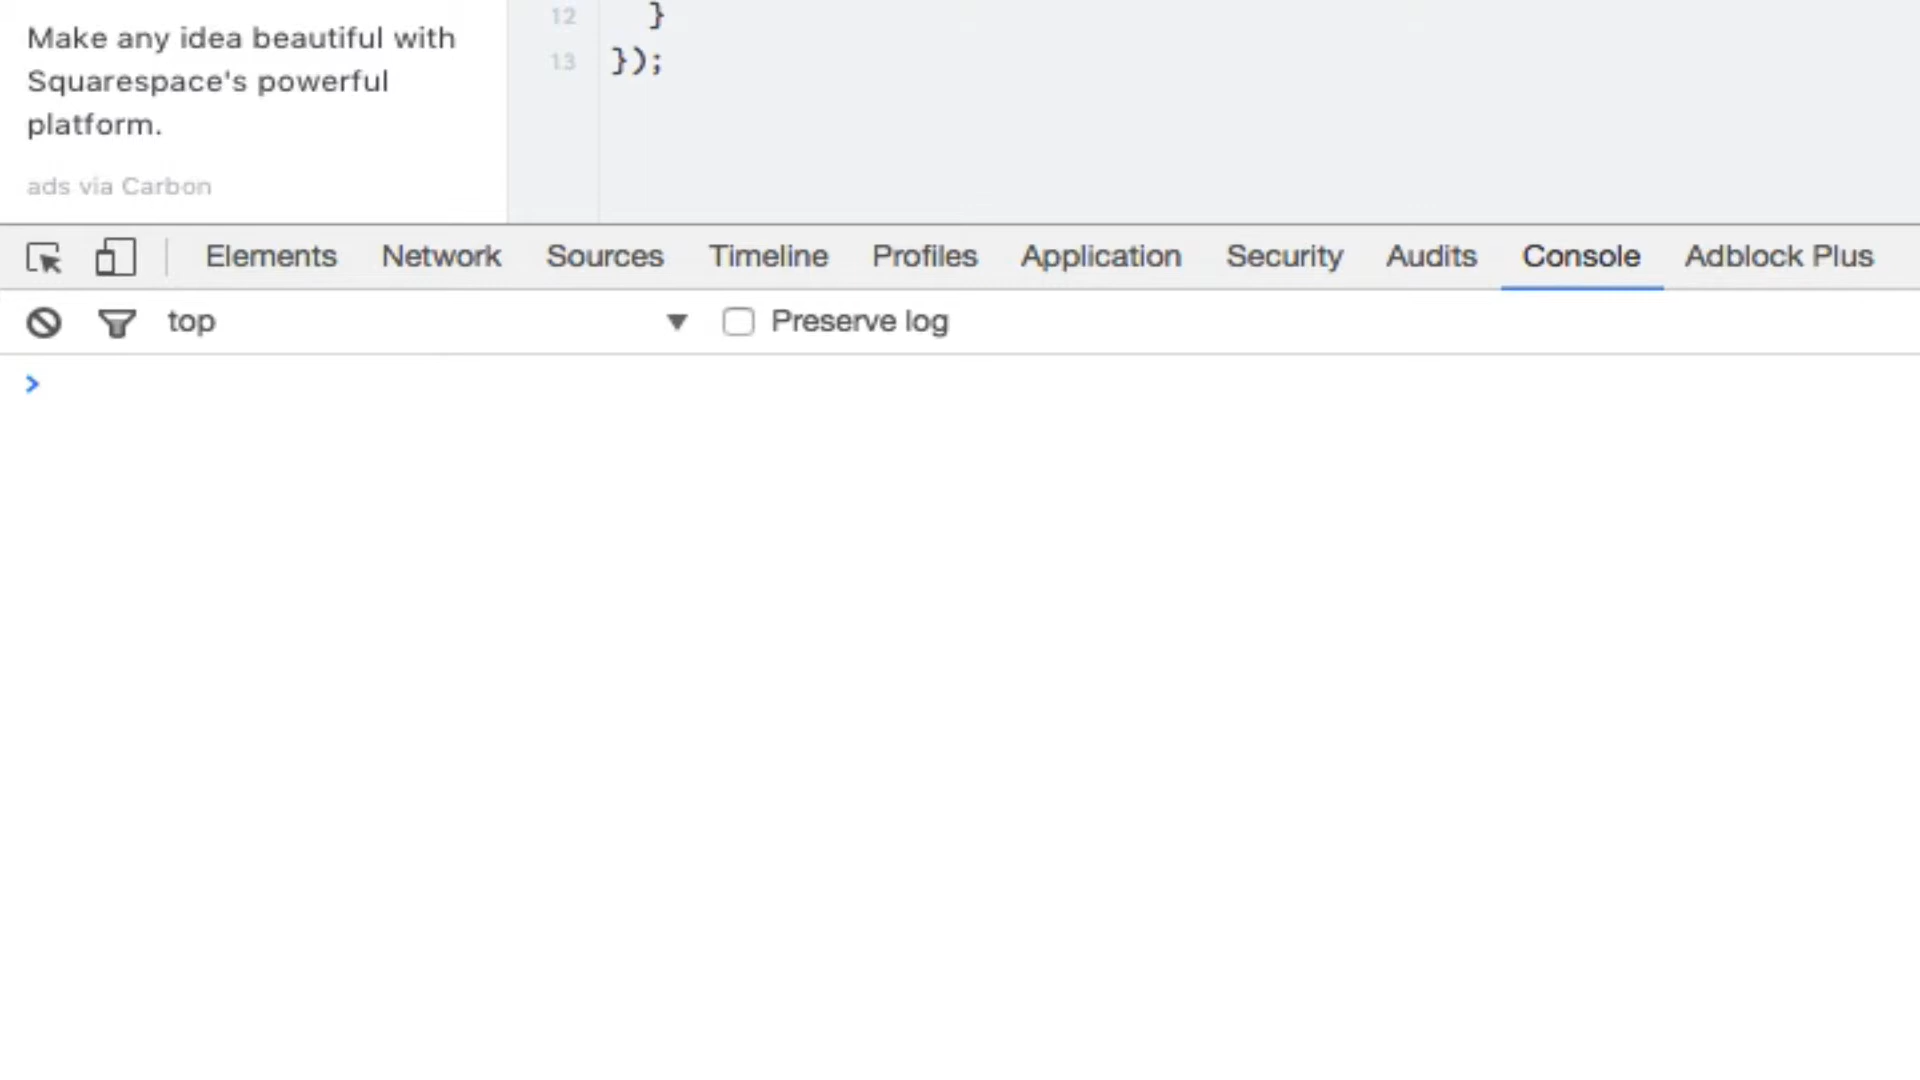 Make any idea beautiful with
Squarespace's powerful
platform.
ads via Carbon
12 }
13 });
Elements Network Sources Timeline Profiles Application Security Audits Console Adblock Plus
top ▼ Preserve log
>